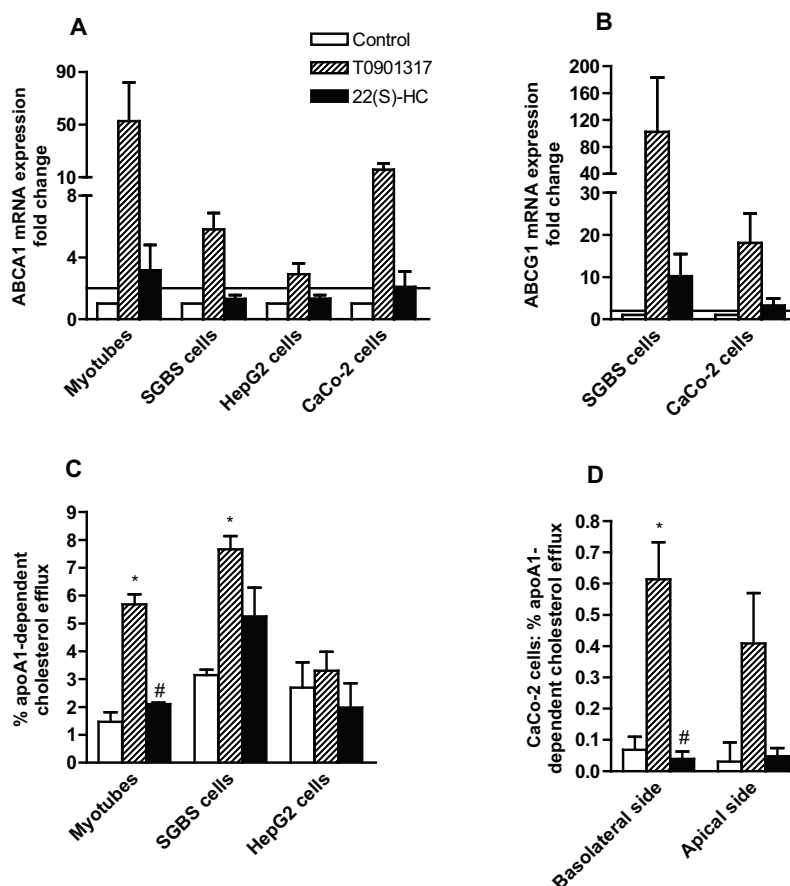 A
Control
T0901317
22(S)-HC
ABCA1 mRNA expression
fold change
90
50
10
8
4
0
Myotubes
SGBS cells
HepG2 cells
CaCo-2 cells
B
ABCG1 mRNA expression
fold change
200
160
120
80
40
30
20
10
0
SGBS cells
CaCo-2 cells
C
% apoA1-dependent
cholesterol efflux
9
8
7
6
5
4
3
2
1
0
*
#
*
Myotubes
SGBS cells
HepG2 cells
D
CaCo-2 cells: % apoA1-
dependent cholesterol efflux
0.8
0.7
0.6
0.5
0.4
0.3
0.2
0.1
0.0
*
#
Basolateral side
Apical side